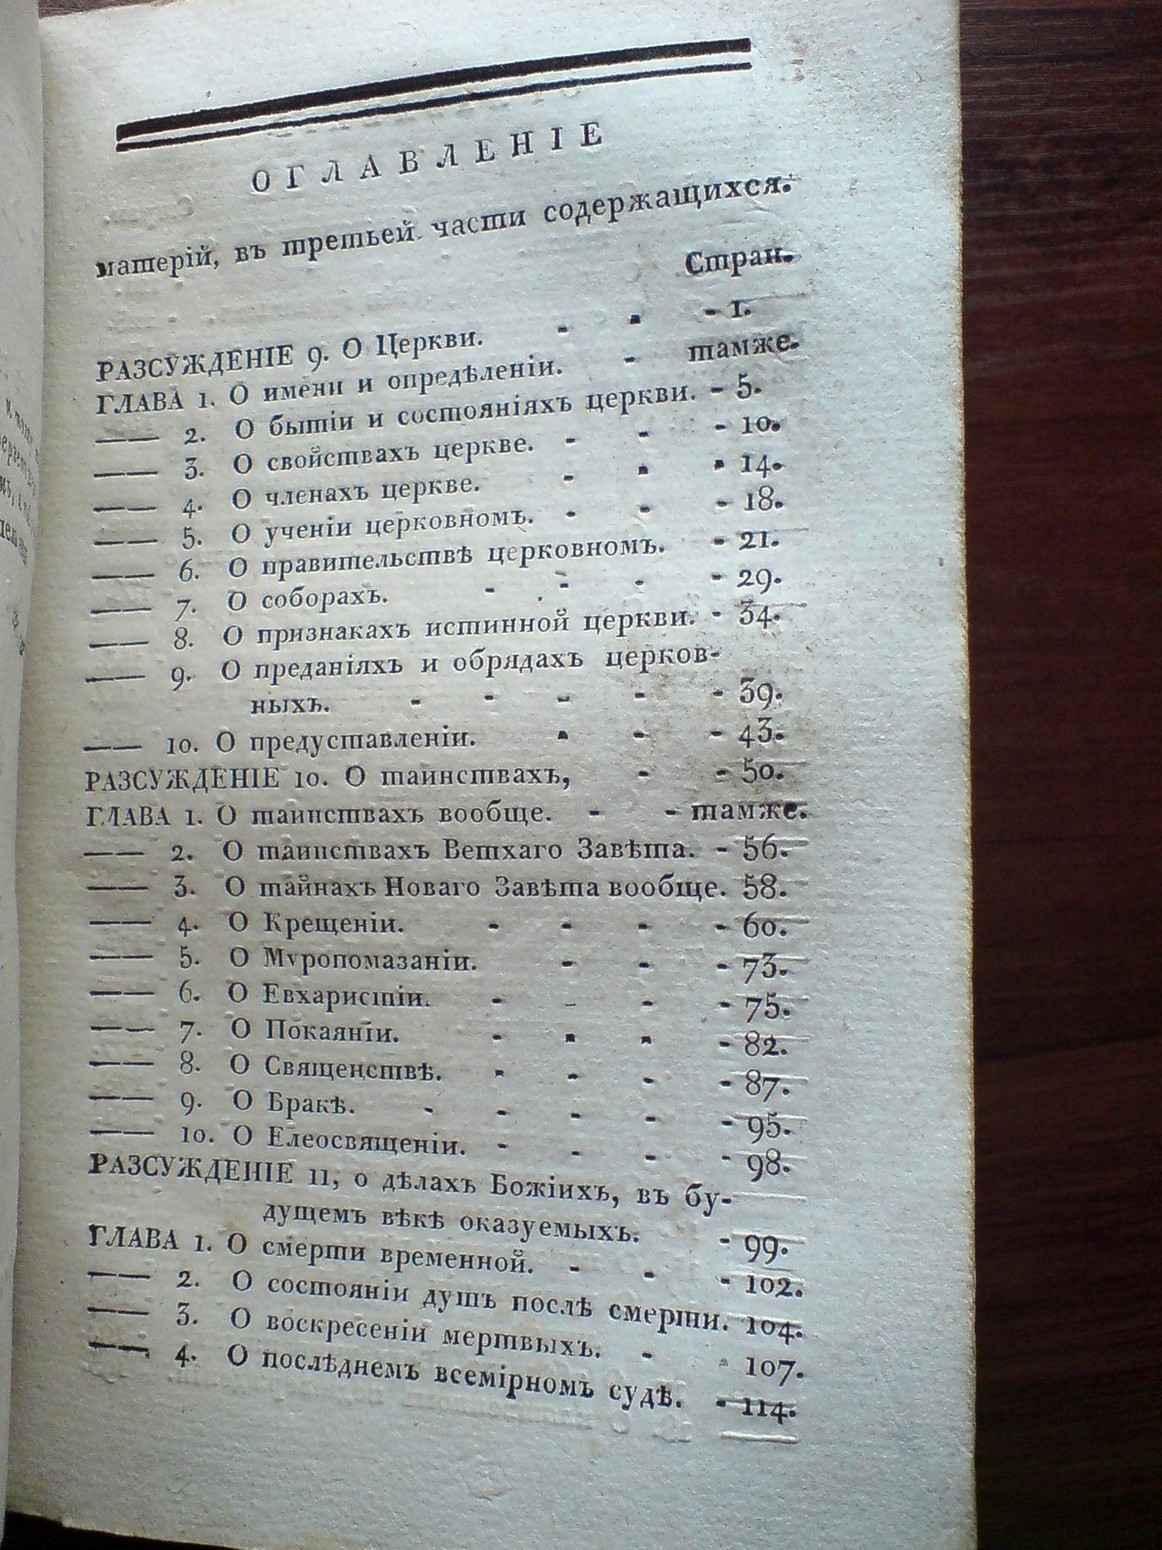 ОГЛАВЛЕНІЕ
матерій, въ третьей части содержащихся.
Стран.
РАЗСУЖДЕНІЕ 9. О Церкви. - - - 1.
ГЛАВА 1. О имени и опредѣленіи. - тамже.
—— 2. О бытіи и состояніяхъ церкви. - 5.
—— 3. О свойствахъ церкве. - - - 10.
—— 4. О членахъ церкве. - - - 14.
—— 5. О ученіи церковномъ. - - - 18.
—— 6. О правительствѣ церковномъ. - 21.
—— 7. О соборахъ. - - - - 29.
—— 8. О признакахъ истинной церкви. - 34.
—— 9. О преданіяхъ и обрядахъ церков-
ныхъ. - - - - - 39.
—— 10. О предуставленіи. - - - 43.
РАЗСУЖДЕНІЕ 10. О таинствахъ, - - 50.
ГЛАВА 1. О таинствахъ вообще. - - тамже.
—— 2. О таинствахъ Ветхаго Завѣта. - 56.
—— 3. О тайнахъ Новаго Завѣта вообще. 58.
—— 4. О Крещеніи. - - - - 60.
—— 5. О Мѵропомазаніи. - - - 73.
—— 6. О Евхаристіи. - - - - 75.
—— 7. О Покаяніи. - - - - 82.
—— 8. О Священствѣ. - - - - 87.
—— 9. О Бракѣ. - - - - - 95.
—— 10. О Елеосвященіи. - - - - 98.
РАЗСУЖДЕНІЕ 11, о дѣлахъ Божіихъ, въ бу-
дущемъ вѣкѣ оказуемыхъ. - 99.
ГЛАВА 1. О смерти временной. - - - 102.
—— 2. О состояніи душъ послѣ смерти. 104.
—— 3. О воскресеніи мертвыхъ. - - 107.
—— 4. О послѣднемъ всемірномъ судѣ. - 114.